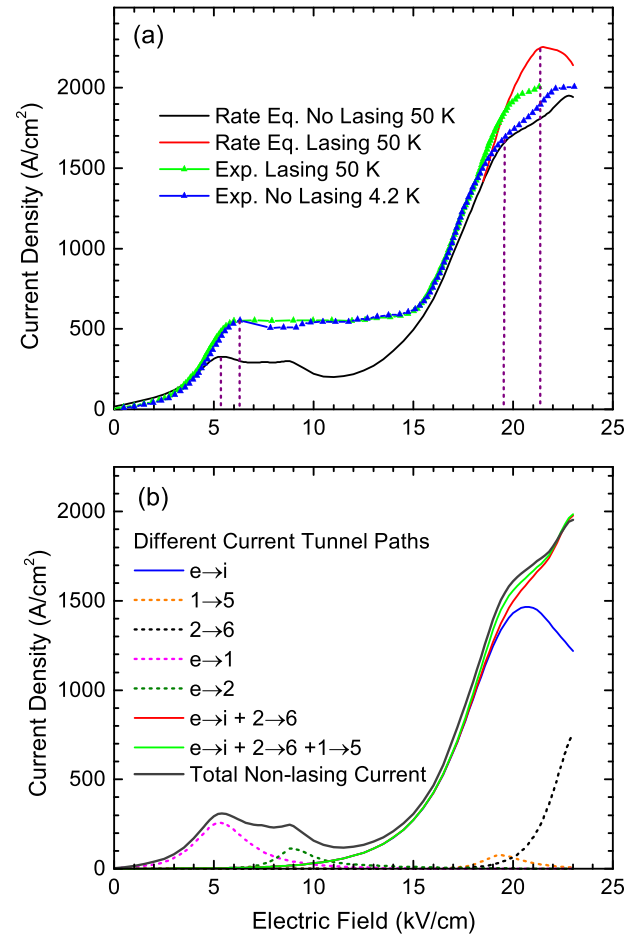 (a)
2000
1500
1000
500
0
Current Density (A/cm²)
Rate Eq. No Lasing 50 K
Rate Eq. Lasing 50 K
Exp. Lasing 50 K
Exp. No Lasing 4.2 K
0 5 10 15 20 25
(b)
2000
1500
1000
500
0
Current Density (A/cm²)
Different Current Tunnel Paths
e→i
1→5
2→6
e→1
e→2
e→i + 2→6
e→i + 2→6 +1→5
Total Non-lasing Current
0 5 10 15 20 25
Electric Field (kV/cm)